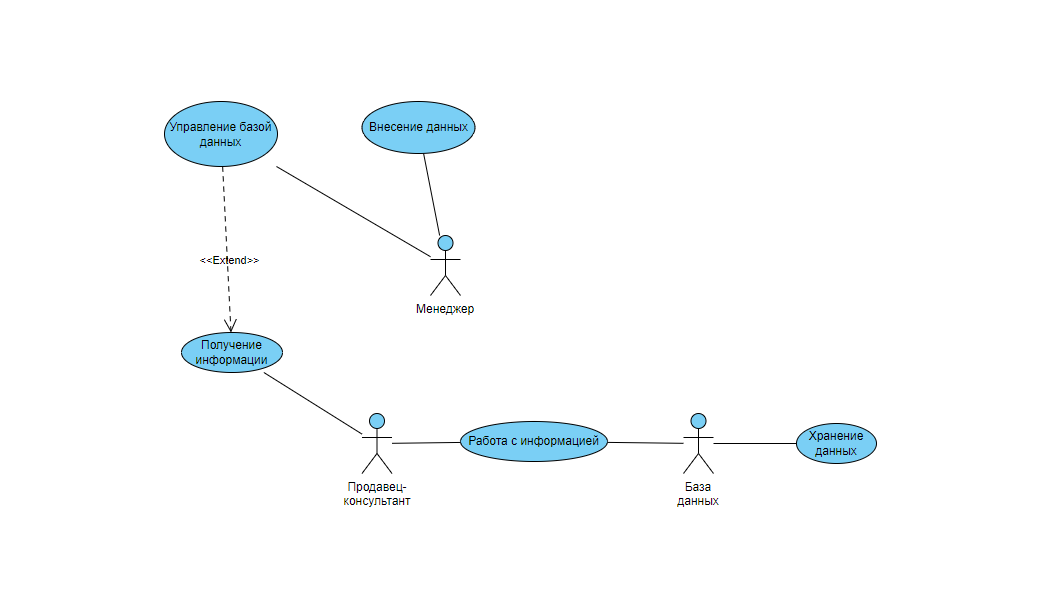 Управление базой
данных
Внесение данных
<<Extend>>
Менеджер
Получение
информации
Работа с информацией
Хранение
данных
Продавец-
консультант
База
данных